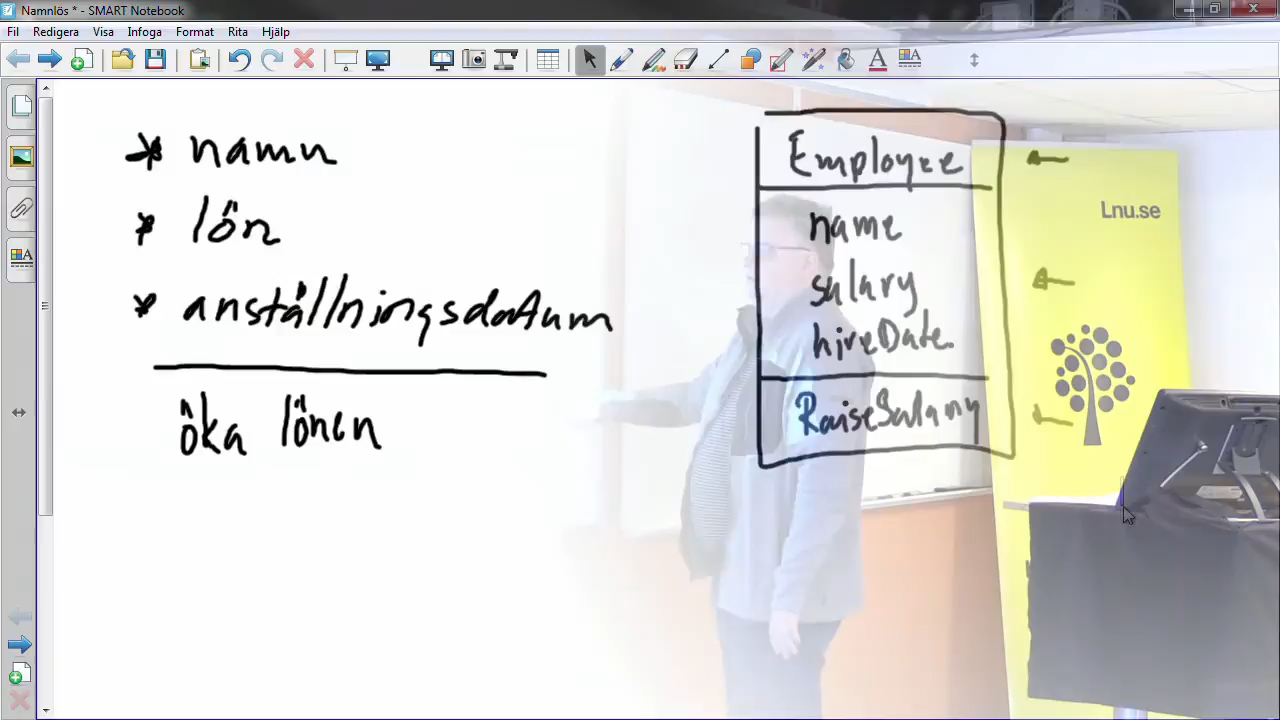 Namnlös * - SMART Notebook
Fil Redigera Visa Infoga Format Rita Hjälp
* namn
* lön
* anställningsdatum
öka lönen
Employee
name
salary
hireDate
RaiseSalary
Lnu.se